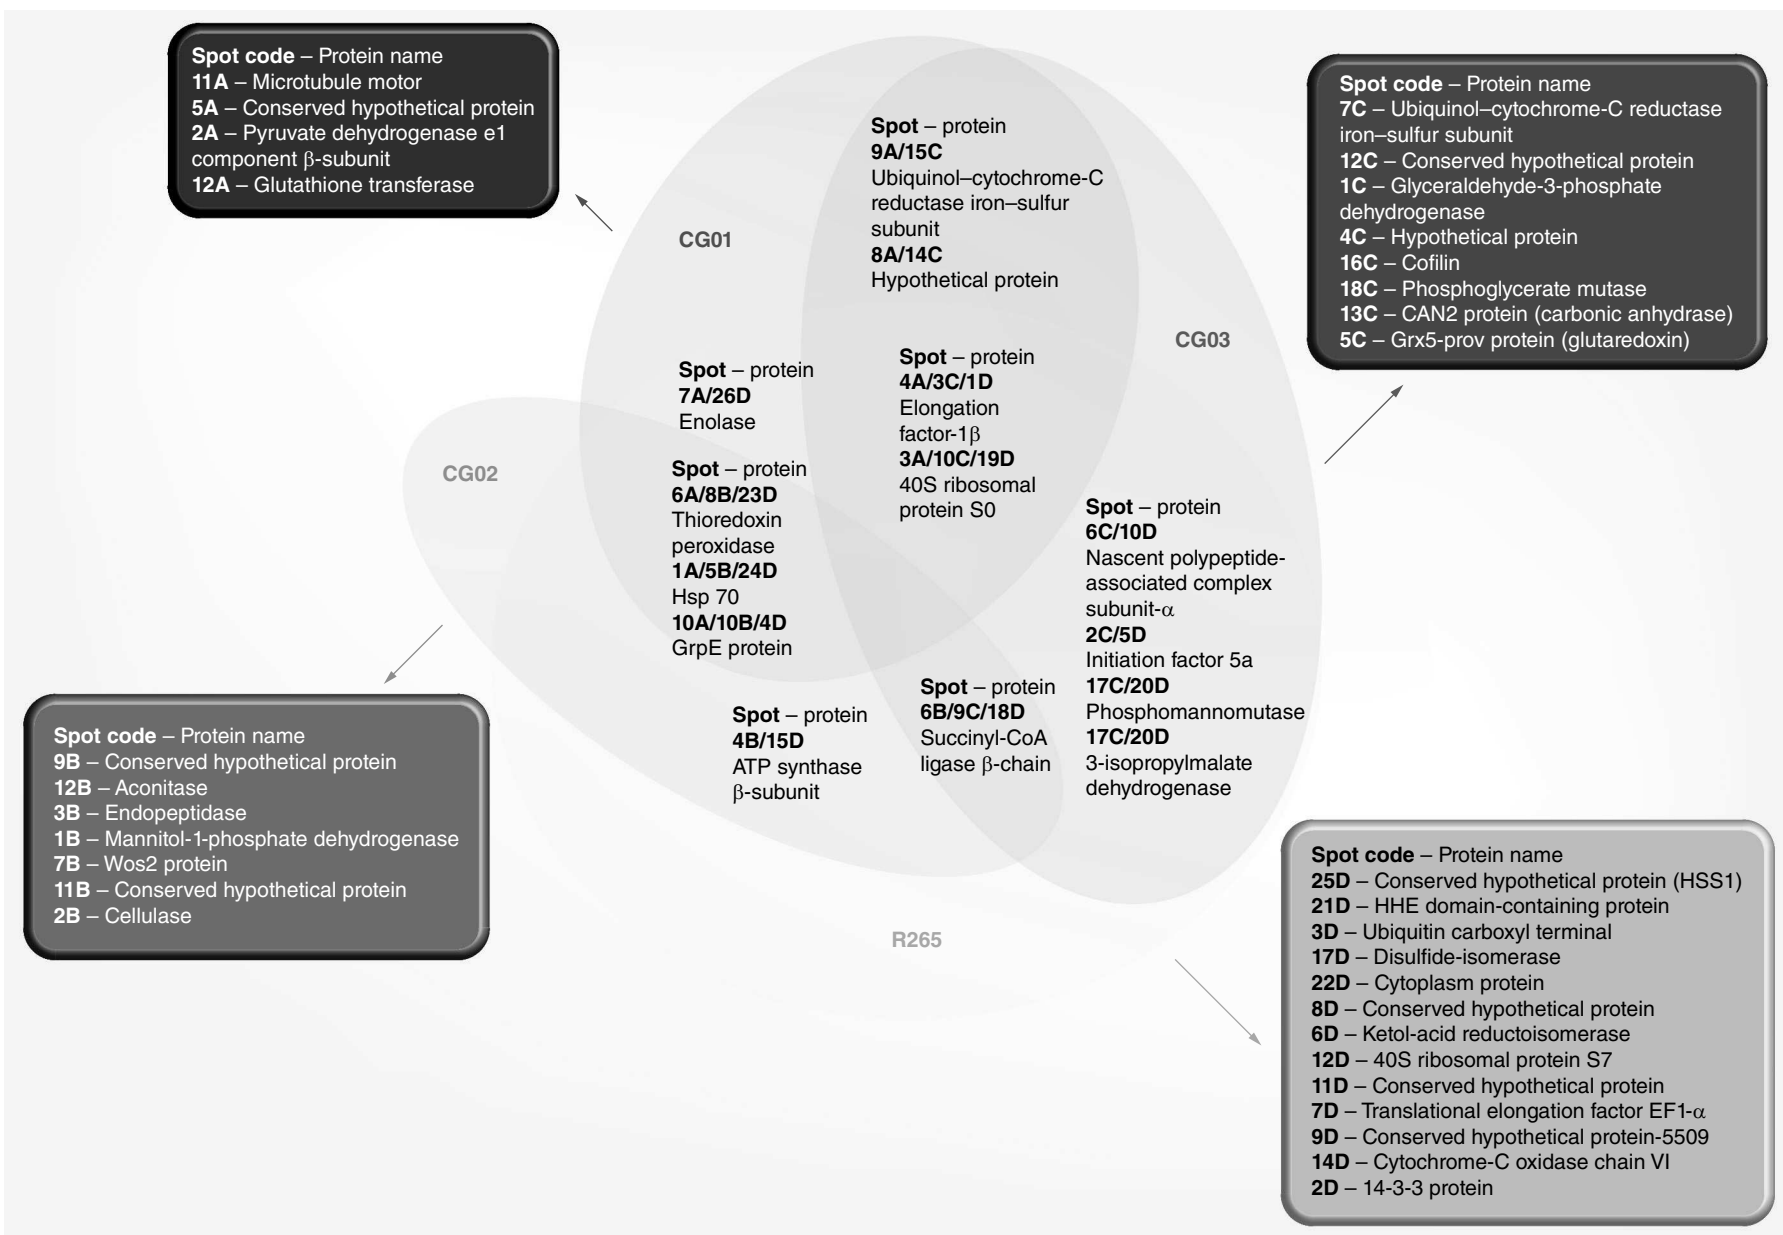 Spot code – Protein name
11A – Microtubule motor
5A – Conserved hypothetical protein
2A – Pyruvate dehydrogenase e1
component β-subunit
12A – Glutathione transferase
Spot code – Protein name
7C – Ubiquinol–cytochrome-C reductase
iron–sulfur subunit
12C – Conserved hypothetical protein
1C – Glyceraldehyde-3-phosphate
dehydrogenase
4C – Hypothetical protein
16C – Cofilin
18C – Phosphoglycerate mutase
13C – CAN2 protein (carbonic anhydrase)
5C – Grx5-prov protein (glutaredoxin)
Spot – protein
9A/15C
Ubiquinol–cytochrome-C
reductase iron–sulfur
subunit
8A/14C
Hypothetical protein
CG01
CG03
Spot – protein
7A/26D
Enolase
Spot – protein
4A/3C/1D
Elongation
factor-1β
3A/10C/19D
40S ribosomal
protein S0
CG02
Spot – protein
6A/8B/23D
Thioredoxin
peroxidase
1A/5B/24D
Hsp 70
10A/10B/4D
GrpE protein
Spot – protein
6C/10D
Nascent polypeptide-
associated complex
subunit-α
2C/5D
Initiation factor 5a
17C/20D
Phosphomannomutase
17C/20D
3-isopropylmalate
dehydrogenase
Spot – protein
4B/15D
ATP synthase
β-subunit
Spot – protein
6B/9C/18D
Succinyl-CoA
ligase β-chain
Spot code – Protein name
9B – Conserved hypothetical protein
12B – Aconitase
3B – Endopeptidase
1B – Mannitol-1-phosphate dehydrogenase
7B – Wos2 protein
11B – Conserved hypothetical protein
2B – Cellulase
R265
Spot code – Protein name
25D – Conserved hypothetical protein (HSS1)
21D – HHE domain-containing protein
3D – Ubiquitin carboxyl terminal
17D – Disulfide-isomerase
22D – Cytoplasm protein
8D – Conserved hypothetical protein
6D – Ketol-acid reductoisomerase
12D – 40S ribosomal protein S7
11D – Conserved hypothetical protein
7D – Translational elongation factor EF1-α
9D – Conserved hypothetical protein-5509
14D – Cytochrome-C oxidase chain VI
2D – 14-3-3 protein